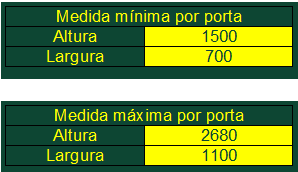 Medida mínima por porta
Altura 1500
Largura 700
Medida máxima por porta
Altura 2680
Largura 1100